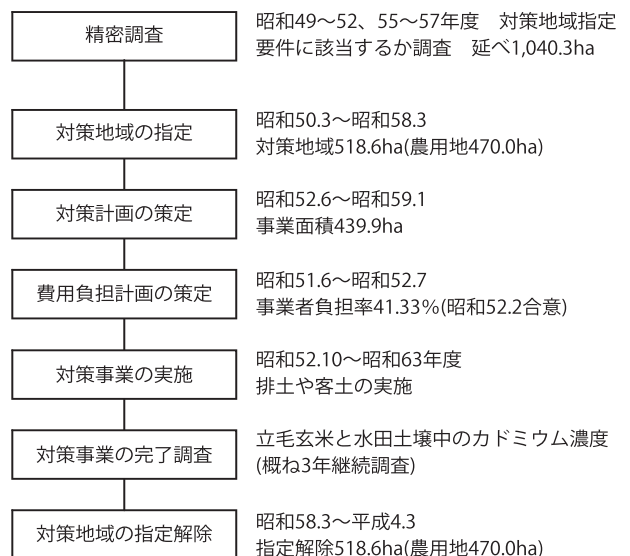 精密調査
昭和49～52、55～57年度　対策地域指定
要件に該当するか調査　延べ1,040.3ha
対策地域の指定
昭和50.3～昭和58.3
対策地域518.6ha(農用地470.0ha)
対策計画の策定
昭和52.6～昭和59.1
事業面積439.9ha
費用負担計画の策定
昭和51.6～昭和52.7
事業者負担率41.33%(昭和52.2合意)
対策事業の実施
昭和52.10～昭和63年度
排土や客土の実施
対策事業の完了調査
立毛玄米と水田土壌中のカドミウム濃度
(概ね3年継続調査)
対策地域の指定解除
昭和58.3～平成4.3
指定解除518.6ha(農用地470.0ha)